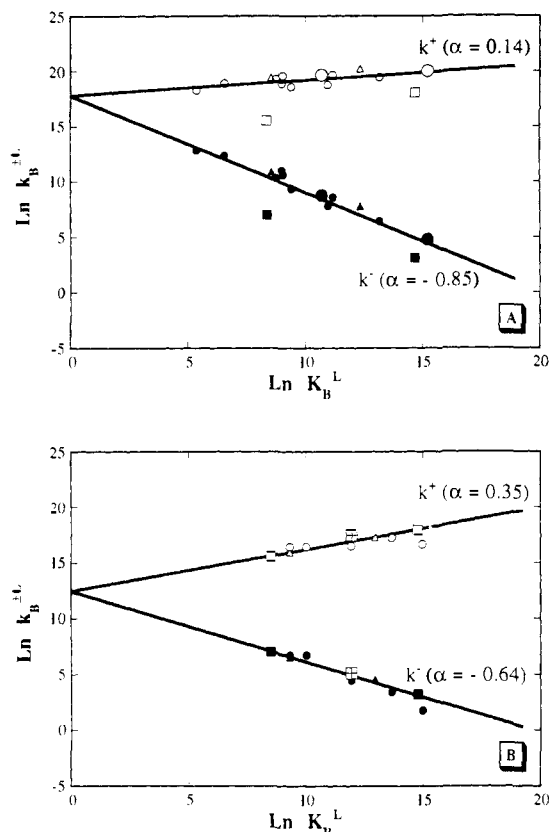 25
20
15
10
5
0
-5
Ln k_B^{±L}
k⁺ (α = 0.14)
k⁻ (α = - 0.85)
A
0 5 10 15 20
Ln K_B^L
25
20
15
10
5
0
-5
Ln k_B^{±L}
k⁺ (α = 0.35)
k⁻ (α = - 0.64)
B
0 5 10 15 20
Ln K_B^L